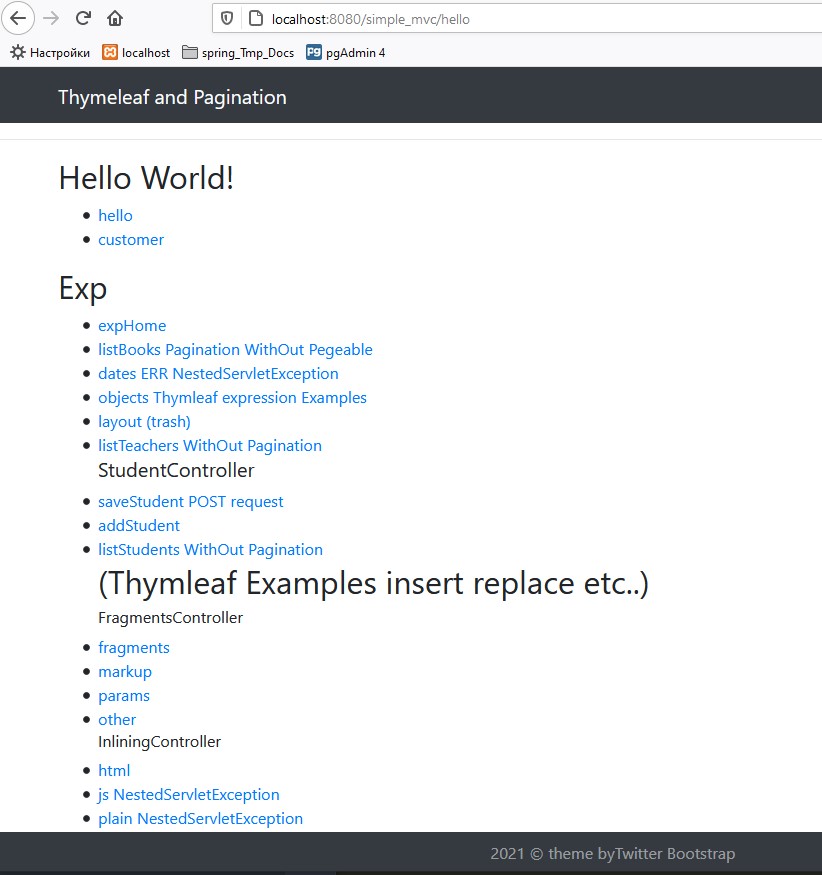 localhost:8080/simple_mvc/hello
Настройки localhost spring_Tmp_Docs pgAdmin 4
Thymeleaf and Pagination
Hello World!
hello
customer
Exp
expHome
listBooks Pagination WithOut Pegeable
dates ERR NestedServletException
objects Thymleaf expression Examples
layout (trash)
listTeachers WithOut Pagination
StudentController
saveStudent POST request
addStudent
listStudents WithOut Pagination
(Thymleaf Examples insert replace etc..)
FragmentsController
fragments
markup
params
other
InliningController
html
js NestedServletException
plain NestedServletException
2021 © theme byTwitter Bootstrap